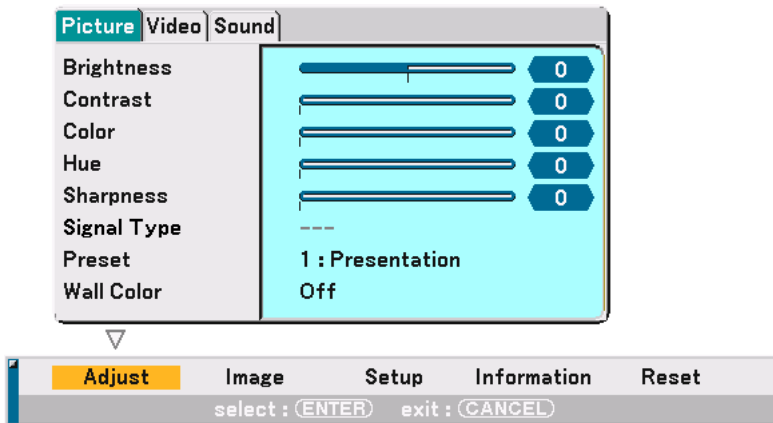 Picture Video Sound
Brightness 0
Contrast 0
Color 0
Hue 0
Sharpness 0
Signal Type ---
Preset 1 : Presentation
Wall Color Off
Adjust Image Setup Information Reset
select : ENTER exit : CANCEL